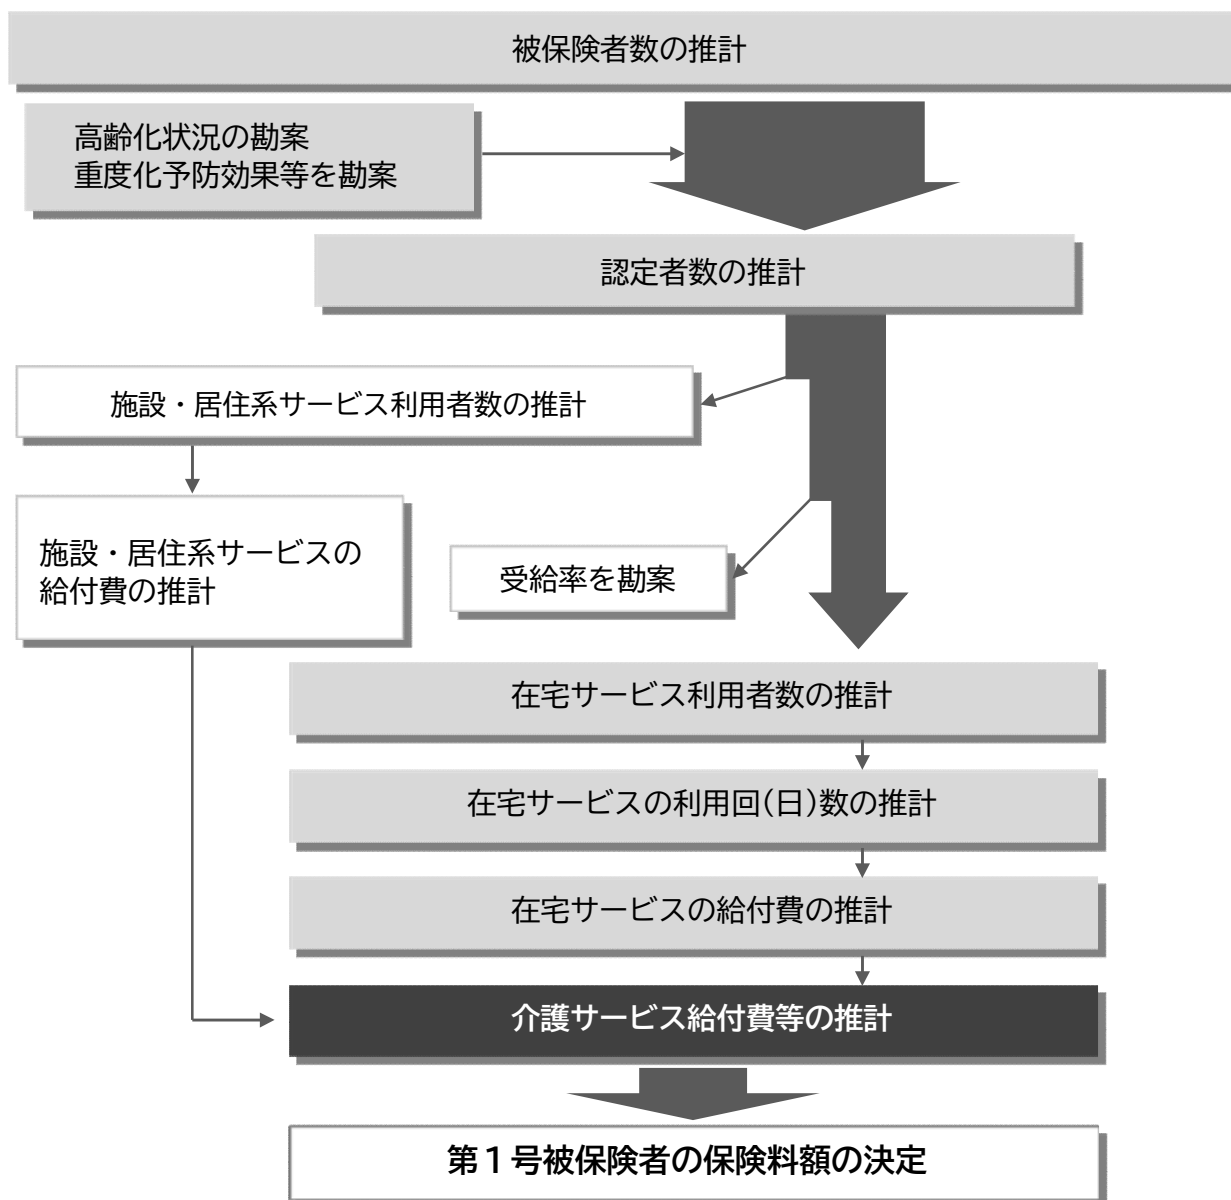 被保険者数の推計
高齢化状況の勘案
重度化予防効果等を勘案
認定者数の推計
施設・居住系サービス利用者数の推計
施設・居住系サービスの
給付費の推計
受給率を勘案
在宅サービス利用者数の推計
在宅サービスの利用回(日)数の推計
在宅サービスの給付費の推計
介護サービス給付費等の推計
第１号被保険者の保険料額の決定